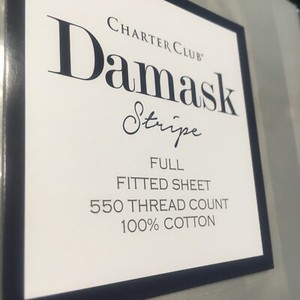 CHARTER CLUB®
Damask
Stripe
FULL
FITTED SHEET
550 THREAD COUNT
100% COTTON